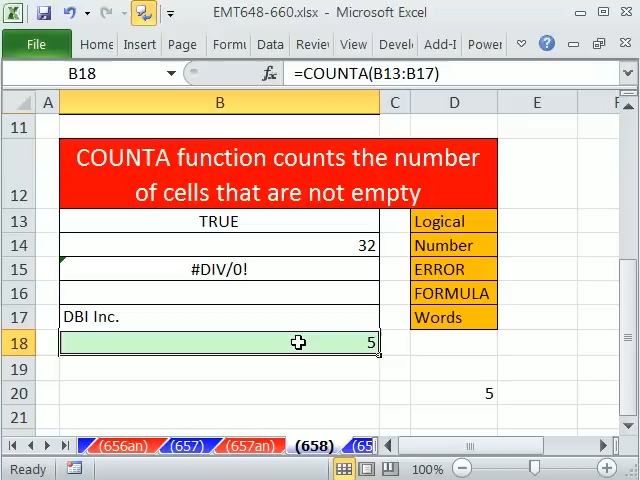 EMT648-660.xlsx - Microsoft Excel
File Home Insert Page Formu Data Review View Develo Add-I Power
B18 fx =COUNTA(B13:B17)
A B C D E F
11
12 COUNTA function counts the number
of cells that are not empty
13 TRUE Logical
14 32 Number
15 #DIV/0! ERROR
16 FORMULA
17 DBI Inc. Words
18 5
19
20 5
21
(656an) (657) (657an) (658) (65
Ready 100%